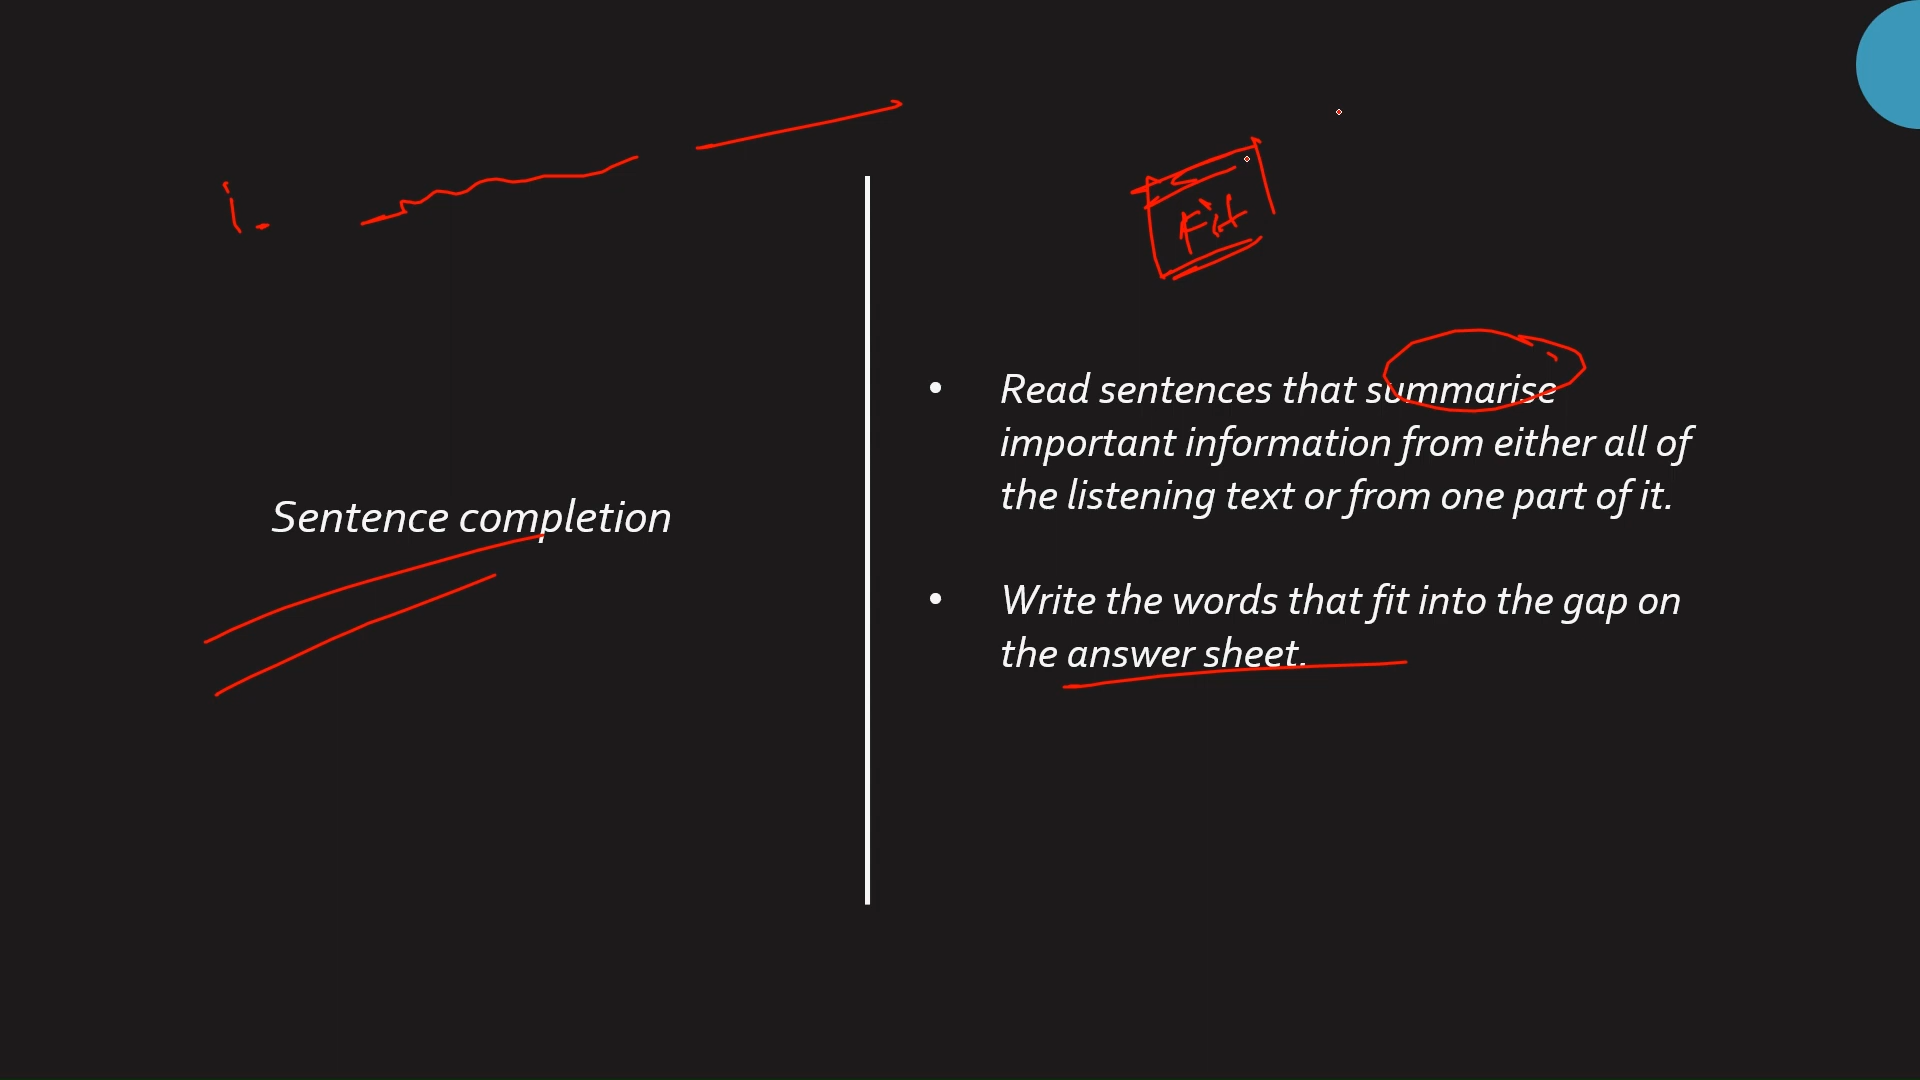 1.
Fit
Sentence completion
• Read sentences that summarise
important information from either all of
the listening text or from one part of it.
• Write the words that fit into the gap on
the answer sheet.